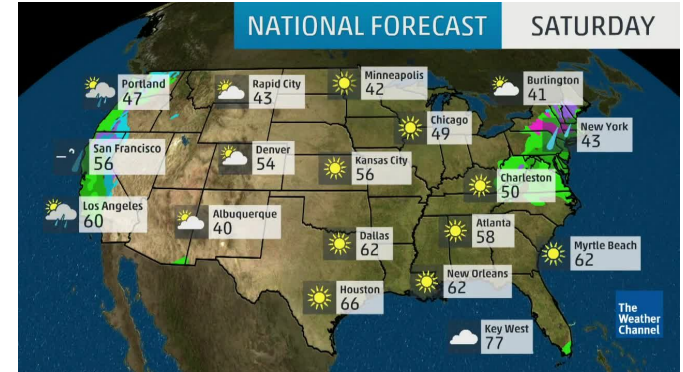 NATIONAL FORECAST
SATURDAY
Portland
47
Rapid City
43
Minneapolis
42
Burlington
41
Chicago
49
New York
43
San Francisco
56
Denver
54
Kansas City
56
Charleston
50
Los Angeles
60
Albuquerque
40
Dallas
62
Atlanta
58
Myrtle Beach
62
Houston
66
New Orleans
62
Key West
77
The
Weather
Channel